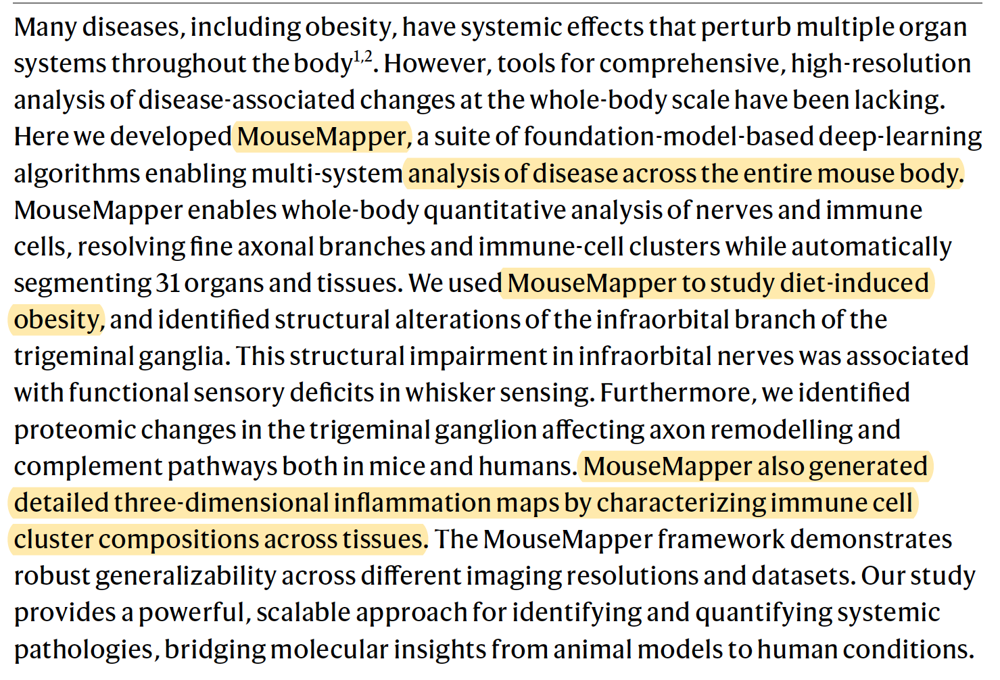 Many diseases, including obesity, have systemic effects that perturb multiple organ
systems throughout the body1,2. However, tools for comprehensive, high-resolution
analysis of disease-associated changes at the whole-body scale have been lacking.
Here we developed MouseMapper, a suite of foundation-model-based deep-learning
algorithms enabling multi-system analysis of disease across the entire mouse body.
MouseMapper enables whole-body quantitative analysis of nerves and immune
cells, resolving fine axonal branches and immune-cell clusters while automatically
segmenting 31 organs and tissues. We used MouseMapper to study diet-induced
obesity, and identified structural alterations of the infraorbital branch of the
trigeminal ganglia. This structural impairment in infraorbital nerves was associated
with functional sensory deficits in whisker sensing. Furthermore, we identified
proteomic changes in the trigeminal ganglion affecting axon remodelling and
complement pathways both in mice and humans. MouseMapper also generated
detailed three-dimensional inflammation maps by characterizing immune cell
cluster compositions across tissues. The MouseMapper framework demonstrates
robust generalizability across different imaging resolutions and datasets. Our study
provides a powerful, scalable approach for identifying and quantifying systemic
pathologies, bridging molecular insights from animal models to human conditions.